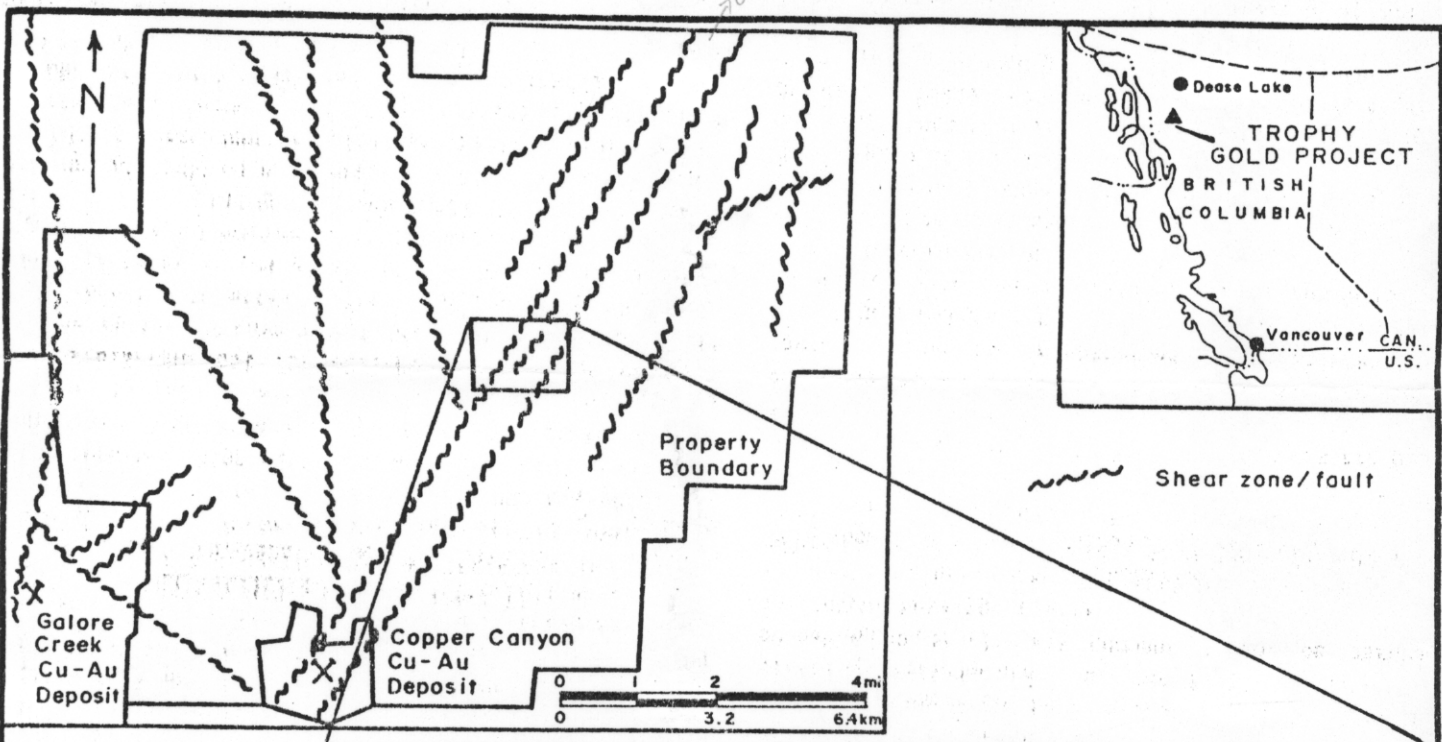 N
Galore
Creek
Cu-Au
Deposit
Copper Canyon
Cu-Au
Deposit
Property
Boundary
0 1 2 4mi
0 3.2 6.4km
Dease Lake
TROPHY
GOLD PROJECT
BRITISH
COLUMBIA
Vancouver
CAN.
U.S.
Shear zone/fault